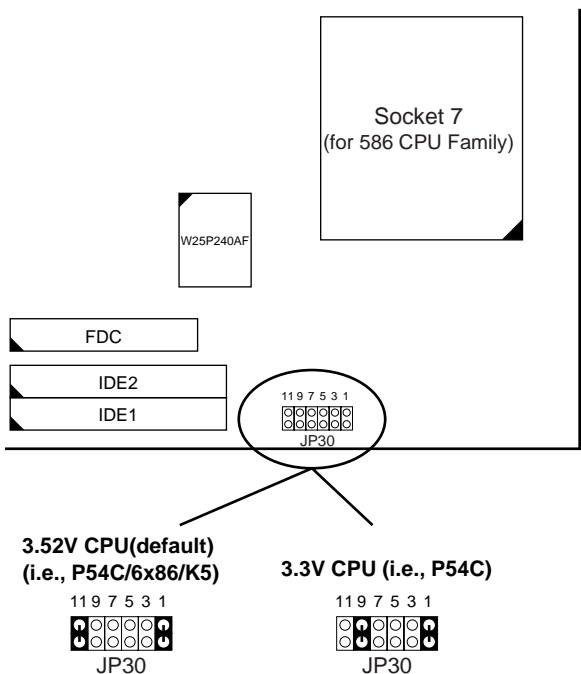 Socket 7
(for 586 CPU Family)
W25P240AF
FDC
IDE2
IDE1
11 9 7 5 3 1
JP30
3.52V CPU(default)
(i.e., P54C/6x86/K5)
11 9 7 5 3 1
JP30
3.3V CPU (i.e., P54C)
11 9 7 5 3 1
JP30